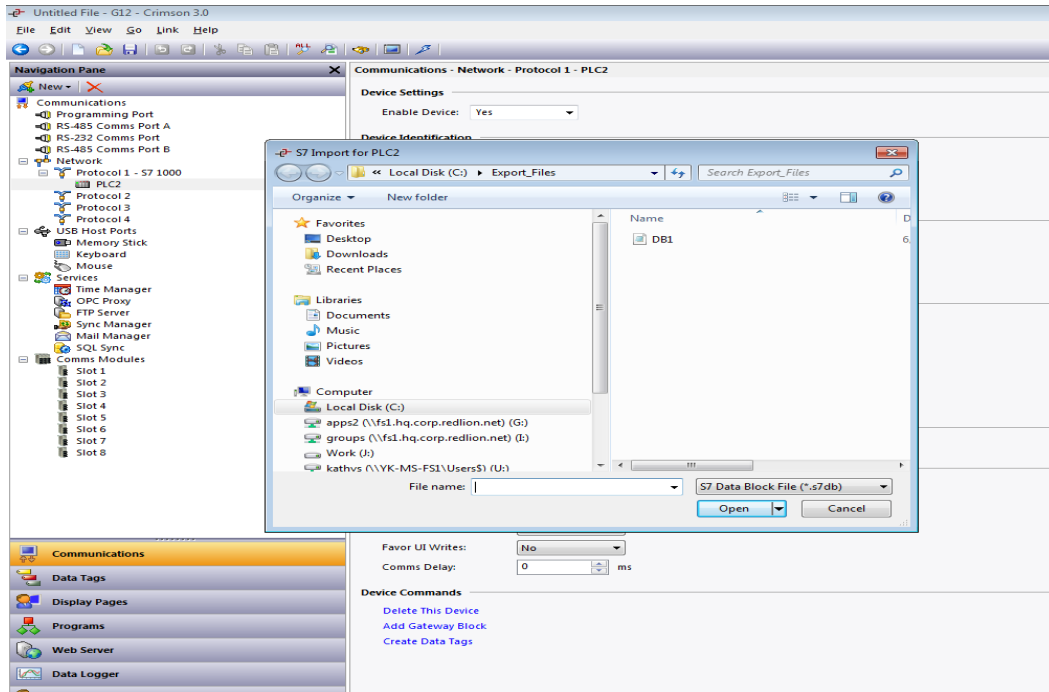 Untitled File - G12 - Crimson 3.0
File Edit View Go Link Help
ALL
Navigation Pane
New
Communications
Programming Port
RS-485 Comms Port A
RS-232 Comms Port
RS-485 Comms Port B
Network
Protocol 1 - S7 1000
PLC2
Protocol 2
Protocol 3
Protocol 4
USB Host Ports
Memory Stick
Keyboard
Mouse
Services
Time Manager
OPC Proxy
FTP Server
Sync Manager
Mail Manager
SQL Sync
Comms Modules
Slot 1
Slot 2
Slot 3
Slot 4
Slot 5
Slot 6
Slot 7
Slot 8
Communications
Data Tags
Display Pages
Programs
Web Server
Data Logger
Communications - Network - Protocol 1 - PLC2
Device Settings
Enable Device: Yes
Device Identification
S7 Import for PLC2
« Local Disk (C:) Export_Files
Search Export_Files
Organize New folder
Favorites
Desktop
Downloads
Recent Places
Libraries
Documents
Music
Pictures
Videos
Computer
Local Disk (C:)
apps2 (\\fs1.hq.corp.redlion.net) (G:)
groups (\\fs1.hq.corp.redlion.net) (I:)
Work (J:)
kathys (\\YK-MS-FS1\Users$) (U:)
Name D
DB1 6.
File name: S7 Data Block File (*.s7db)
Open Cancel
Favor UI Writes: No
Comms Delay: 0 ms
Device Commands
Delete This Device
Add Gateway Block
Create Data Tags